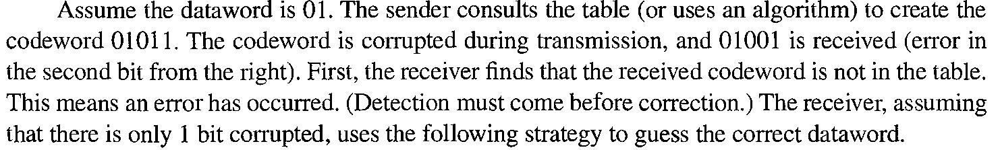 Assume the dataword is 01. The sender consults the table (or uses an algorithm) to create the
codeword 01011. The codeword is corrupted during transmission, and 01001 is received (error in
the second bit from the right). First, the receiver finds that the received codeword is not in the table.
This means an error has occurred. (Detection must come before correction.) The receiver, assuming
that there is only 1 bit corrupted, uses the following strategy to guess the correct dataword.